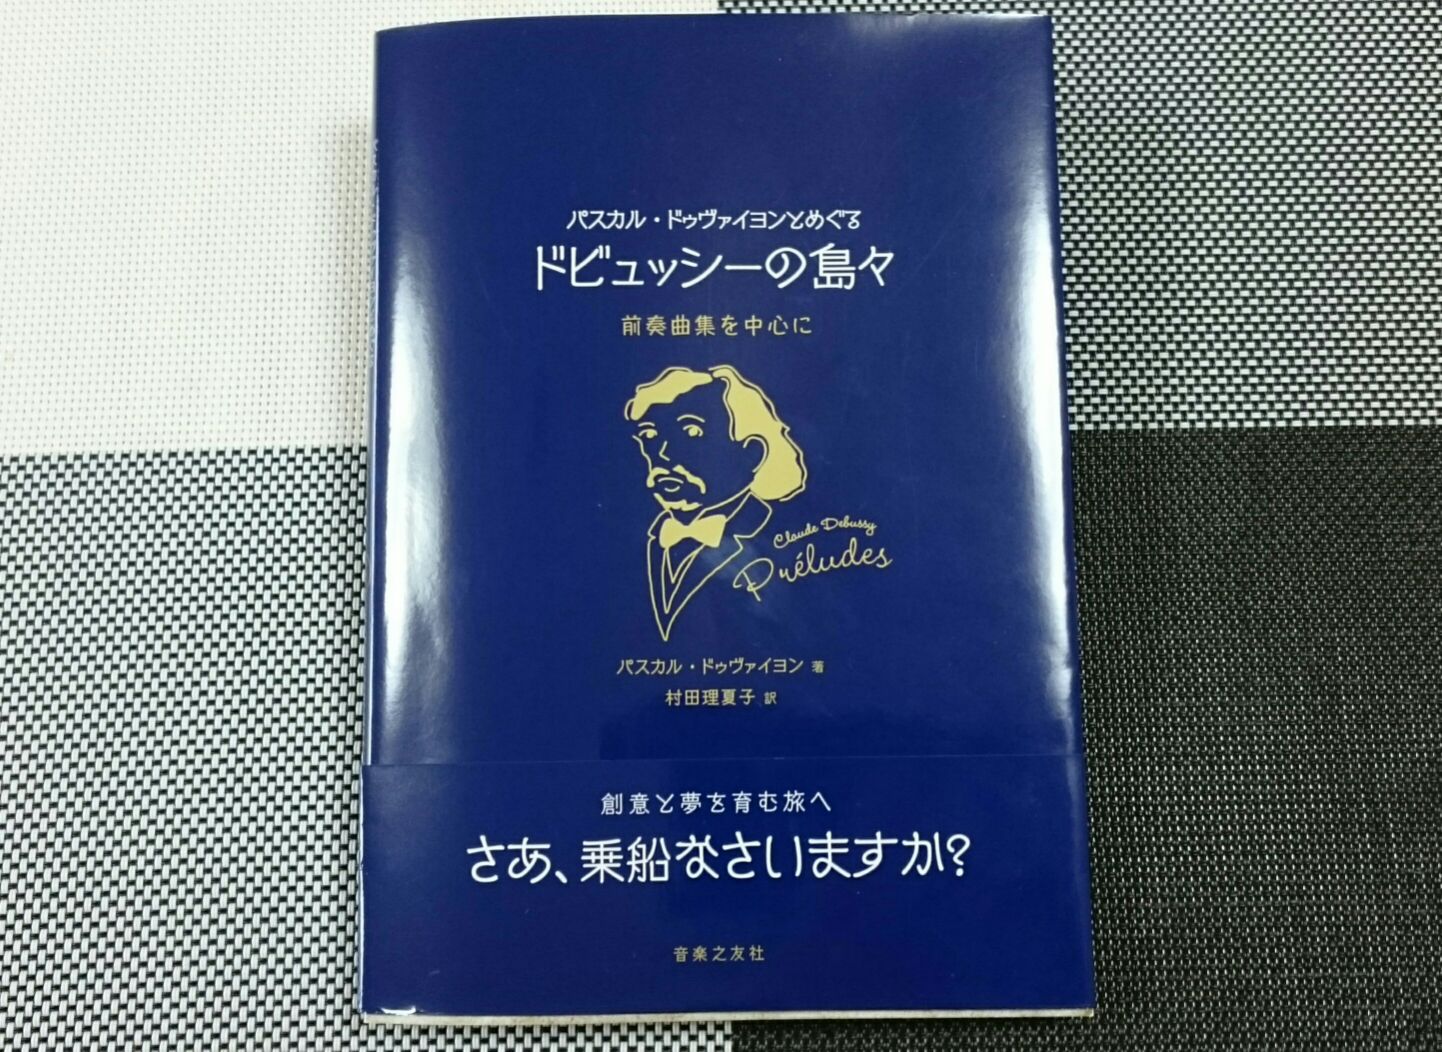 パスカル・ドゥヴァイヨンとめぐる
ドビュッシーの島々
前奏曲集を中心に
Claude Debussy
Préludes
パスカル・ドゥヴァイヨン 著
村田理夏子 訳
創意と夢を育む旅へ
さあ、乗船なさいますか?
音楽之友社